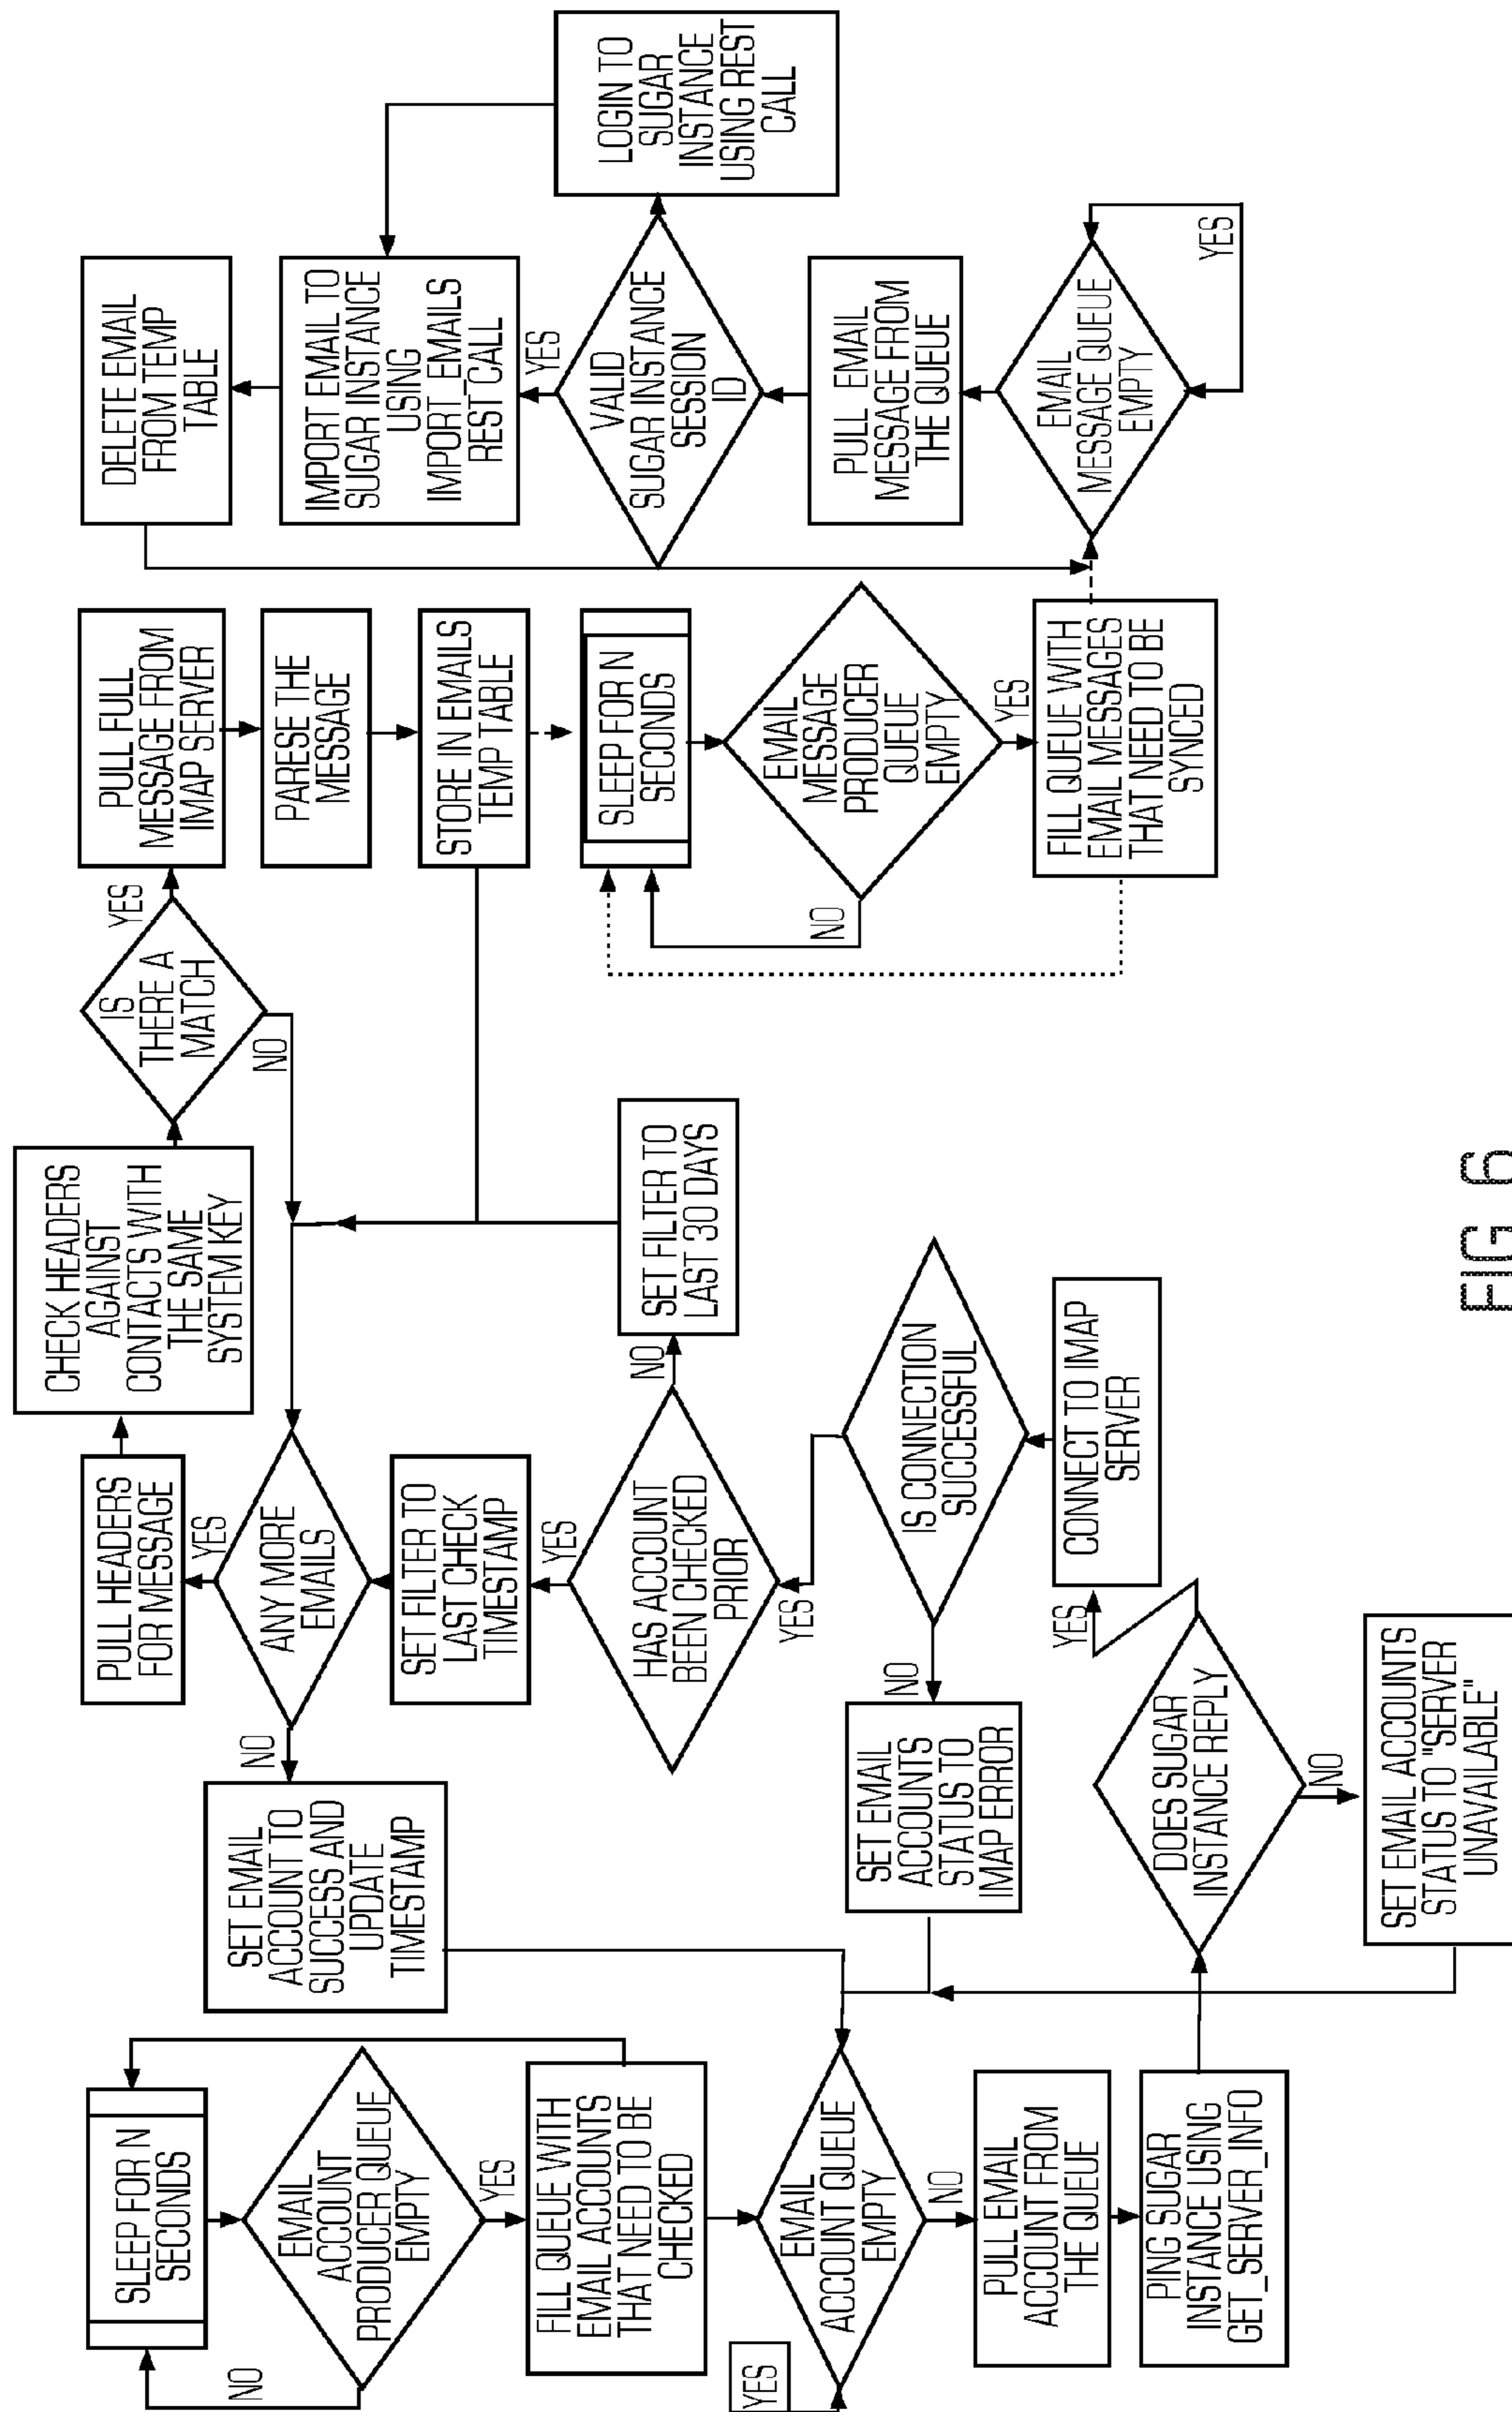 SLEEP FOR N
SECONDS
NO
EMAIL
ACCOUNT
PRODUCER QUEUE
EMPTY
YES
FILL QUEUE WITH
EMAIL ACCOUNTS
THAT NEED TO BE
CHECKED
YES
EMAIL
ACCOUNT QUEUE
EMPTY
NO
PULL EMAIL
ACCOUNT FROM
THE QUEUE
PING SUGAR
INSTANCE USING
GET_SERVER_INFO
DOES SUGAR
INSTANCE REPLY
NO
SET EMAIL ACCOUNTS
STATUS TO "SERVER
UNAVAILABLE"
YES
CONNECT TO IMAP
SERVER
IS CONNECTION
SUCCESSFUL
NO
SET EMAIL
ACCOUNTS
STATUS TO
IMAP ERROR
YES
HAS ACCOUNT
BEEN CHECKED
PRIOR
NO
SET FILTER TO
LAST 30 DAYS
YES
SET FILTER TO
LAST CHECK
TIMESTAMP
ANY MORE
EMAILS
NO
SET EMAIL
ACCOUNT TO
SUCCESS AND
UPDATE
TIMESTAMP
YES
PULL HEADERS
FOR MESSAGE
CHECK HEADERS
AGAINST
CONTACTS WITH
THE SAME
SYSTEM KEY
IS
THERE A
MATCH
NO
YES
PULL FULL
MESSAGE FROM
IMAP SERVER
PARESE THE
MESSAGE
STORE IN EMAILS
TEMP TABLE
SLEEP FOR N
SECONDS
EMAIL
MESSAGE
PRODUCER
QUEUE
EMPTY
NO
YES
FILL QUEUE WITH
EMAIL MESSAGES
THAT NEED TO BE
SYNCED
EMAIL
MESSAGE QUEUE
EMPTY
YES
PULL EMAIL
MESSAGE FROM
THE QUEUE
VALID
SUGAR INSTANCE
SESSION
ID
YES
LOGIN TO
SUGAR
INSTANCE
USING REST
CALL
IMPORT EMAIL TO
SUGAR INSTANCE
USING
IMPORT_EMAILS
REST_CALL
DELETE EMAIL
FROM TEMP
TABLE
FIG 6